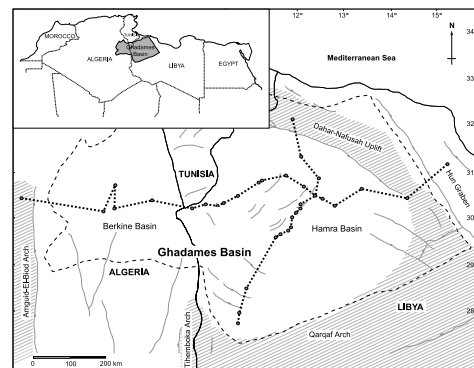 11°
12°
13°
14°
15°
34
N
MOROCCO
TUNISIA
ALGERIA
Ghadames
Basin
LIBYA
EGYPT
Mediterranean Sea
33
32
Dahar-Nafusah Uplift
Hun Graben
31
TUNISIA
30
Berkine Basin
Hamra Basin
Ghadames Basin
29
ALGERIA
Amguid-El-Biod Arch
LIBYA
Tihemboka Arch
Qarqaf Arch
28
0
200 km